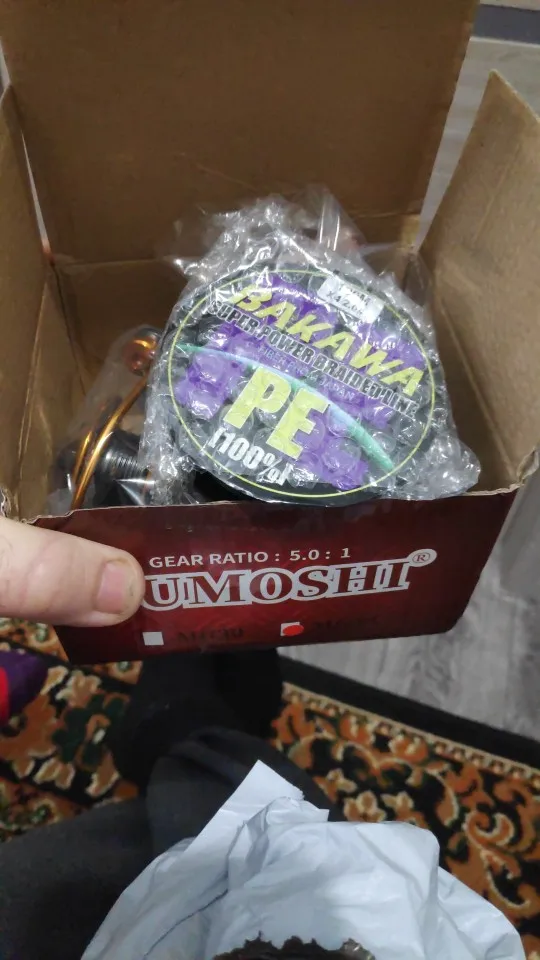 BAKAWA
SUPER POWER BRAIDED LINE
PE
[100%]
GEAR RATIO : 5.0 : 1
UMOSHI®